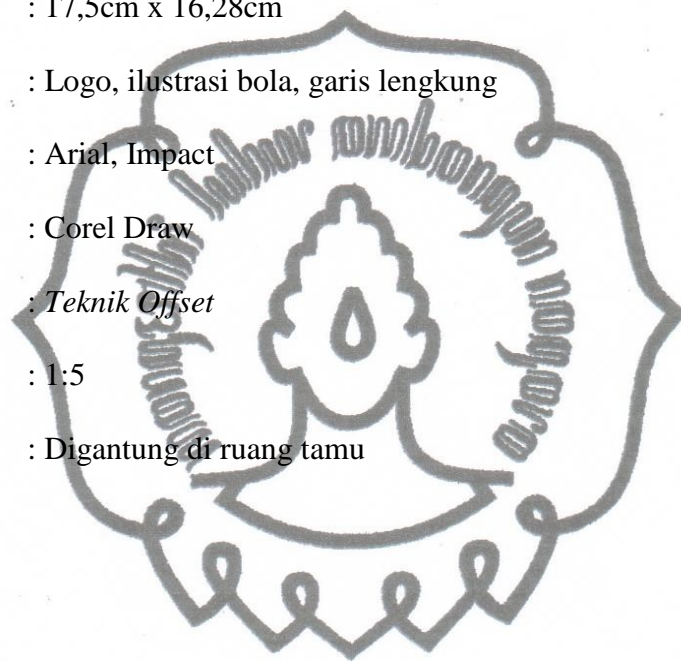 : 17,5cm x 16,28cm
: Logo, ilustrasi bola, garis lengkung
: Arial, Impact
: Corel Draw
: Teknik Offset
: 1:5
: Digantung di ruang tamu